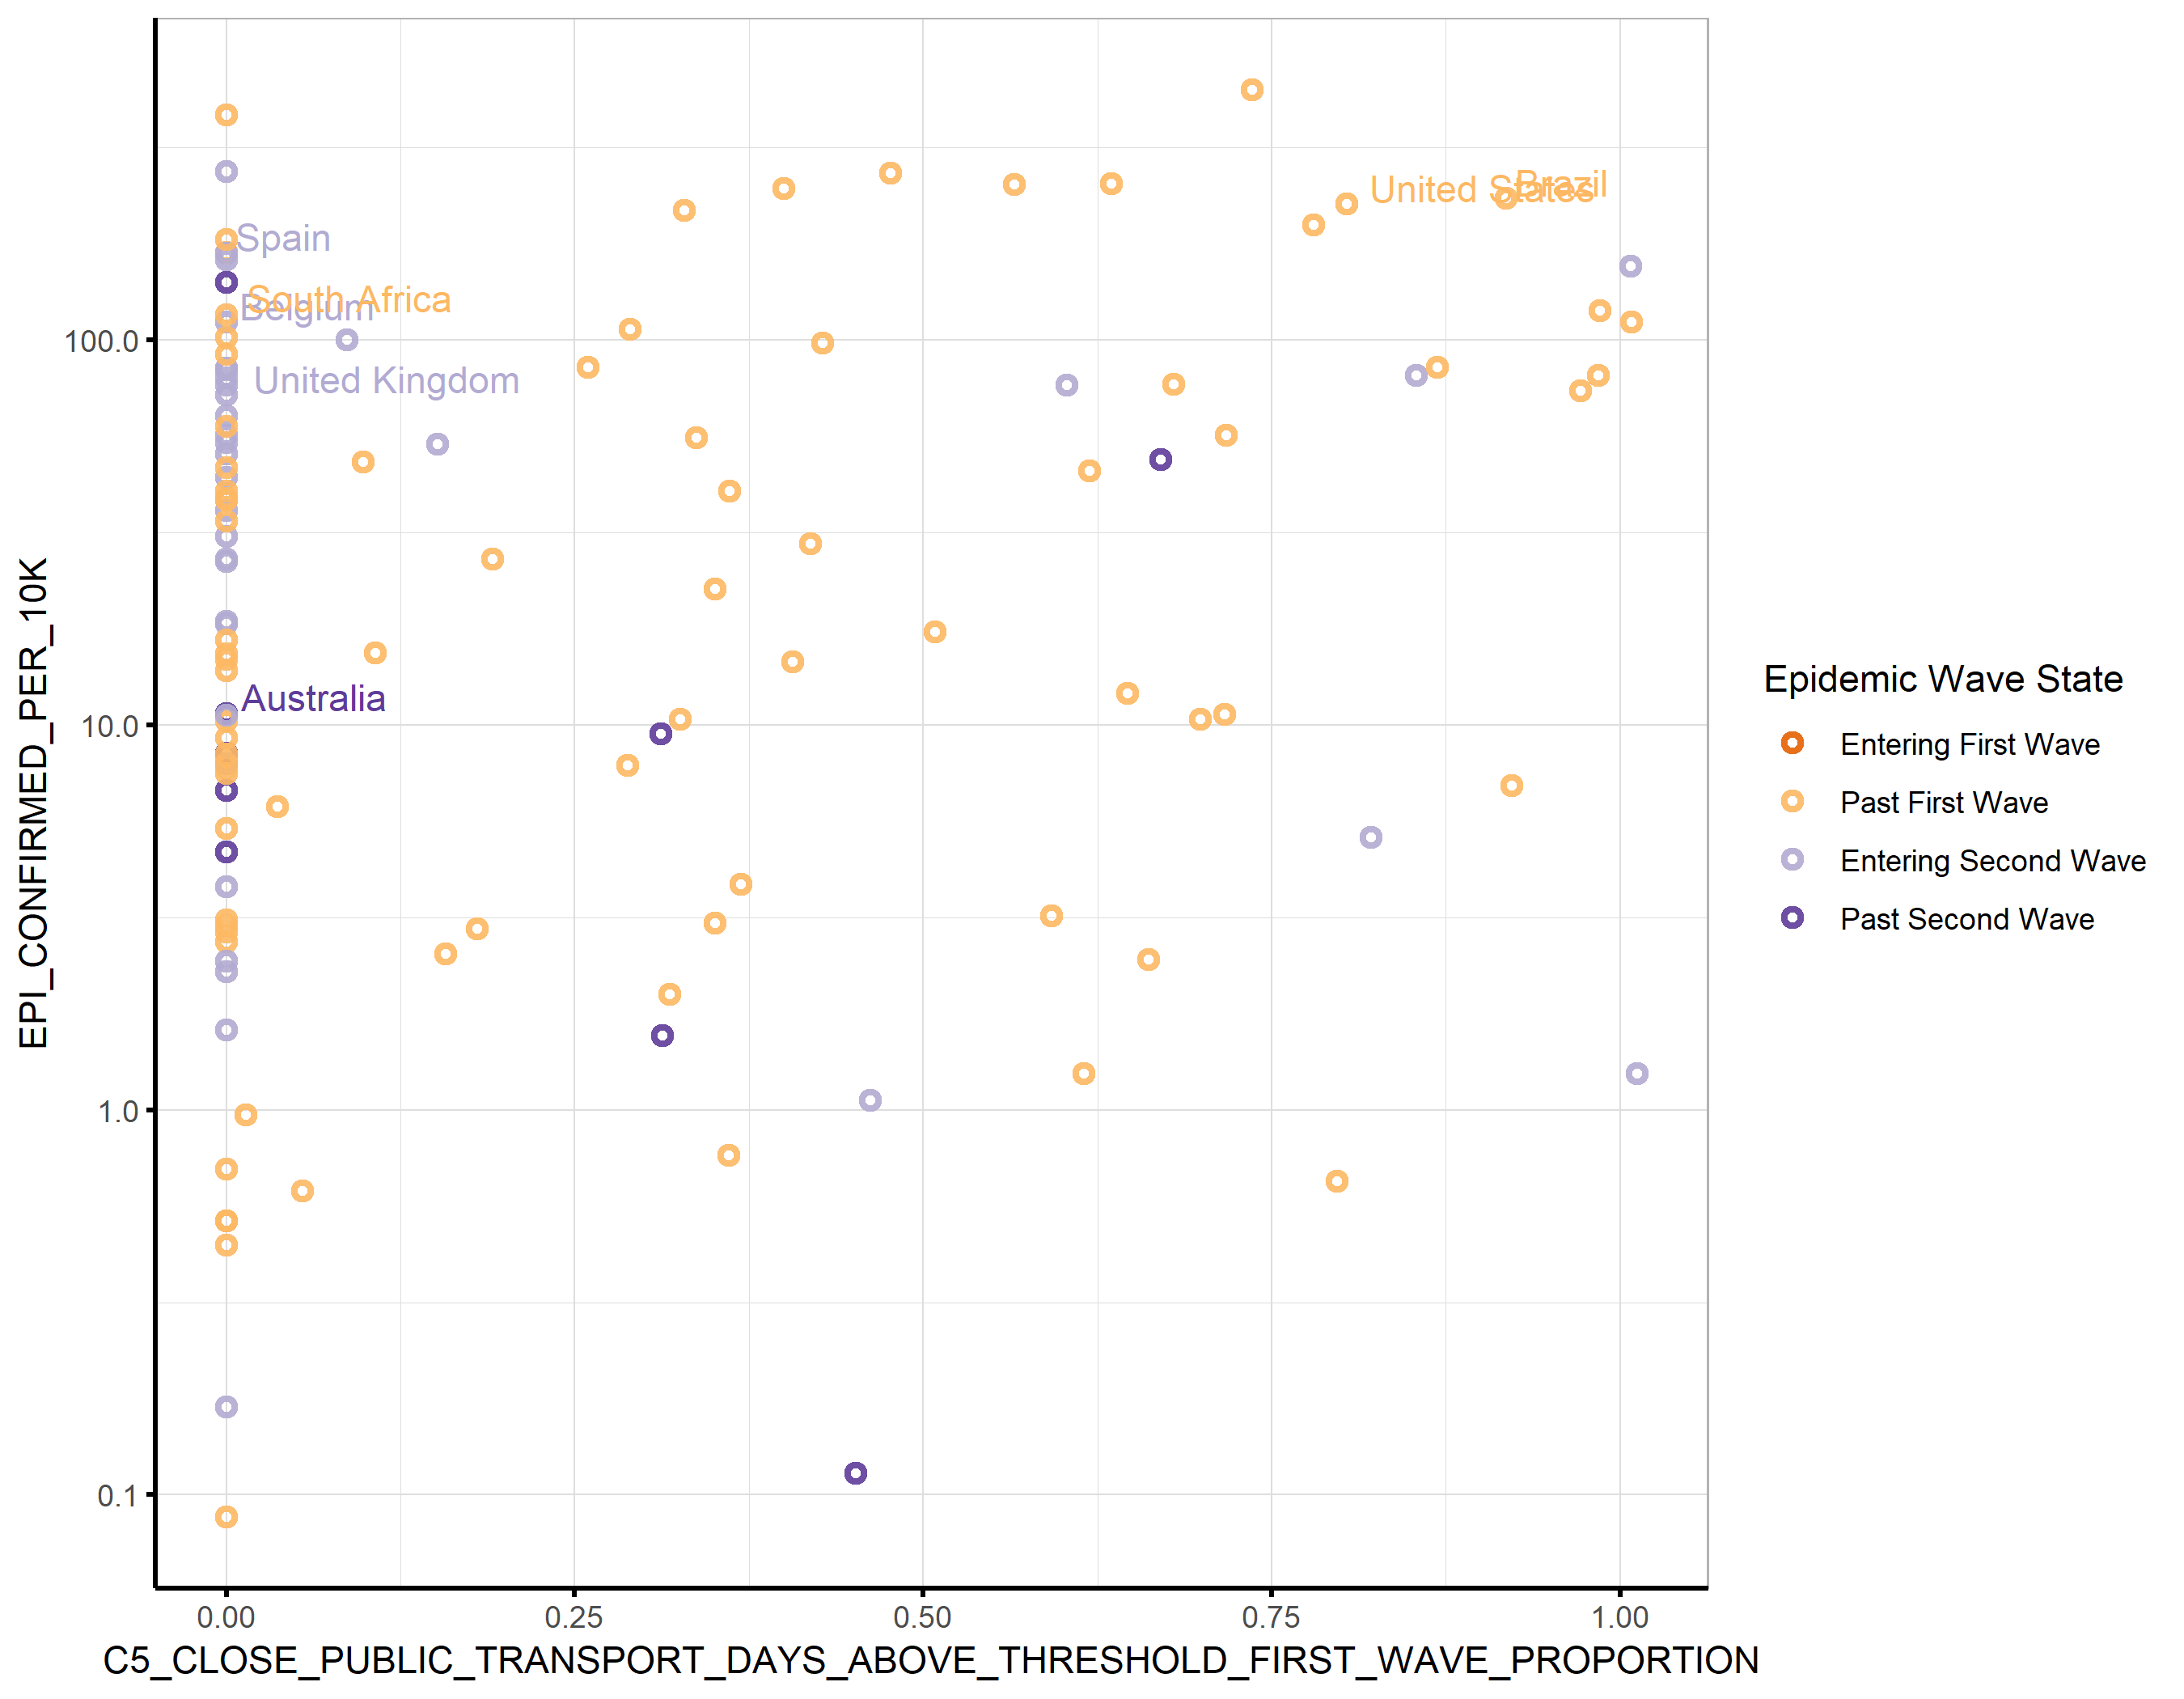 Brazil
United States
Spain
South Africa
Belgium
United Kingdom
Australia
100.0
10.0
1.0
0.1
EPI_CONFIRMED_PER_10K
0.00 0.25 0.50 0.75 1.00
C5_CLOSE_PUBLIC_TRANSPORT_DAYS_ABOVE_THRESHOLD_FIRST_WAVE_PROPORTION
Epidemic Wave State
Entering First Wave
Past First Wave
Entering Second Wave
Past Second Wave